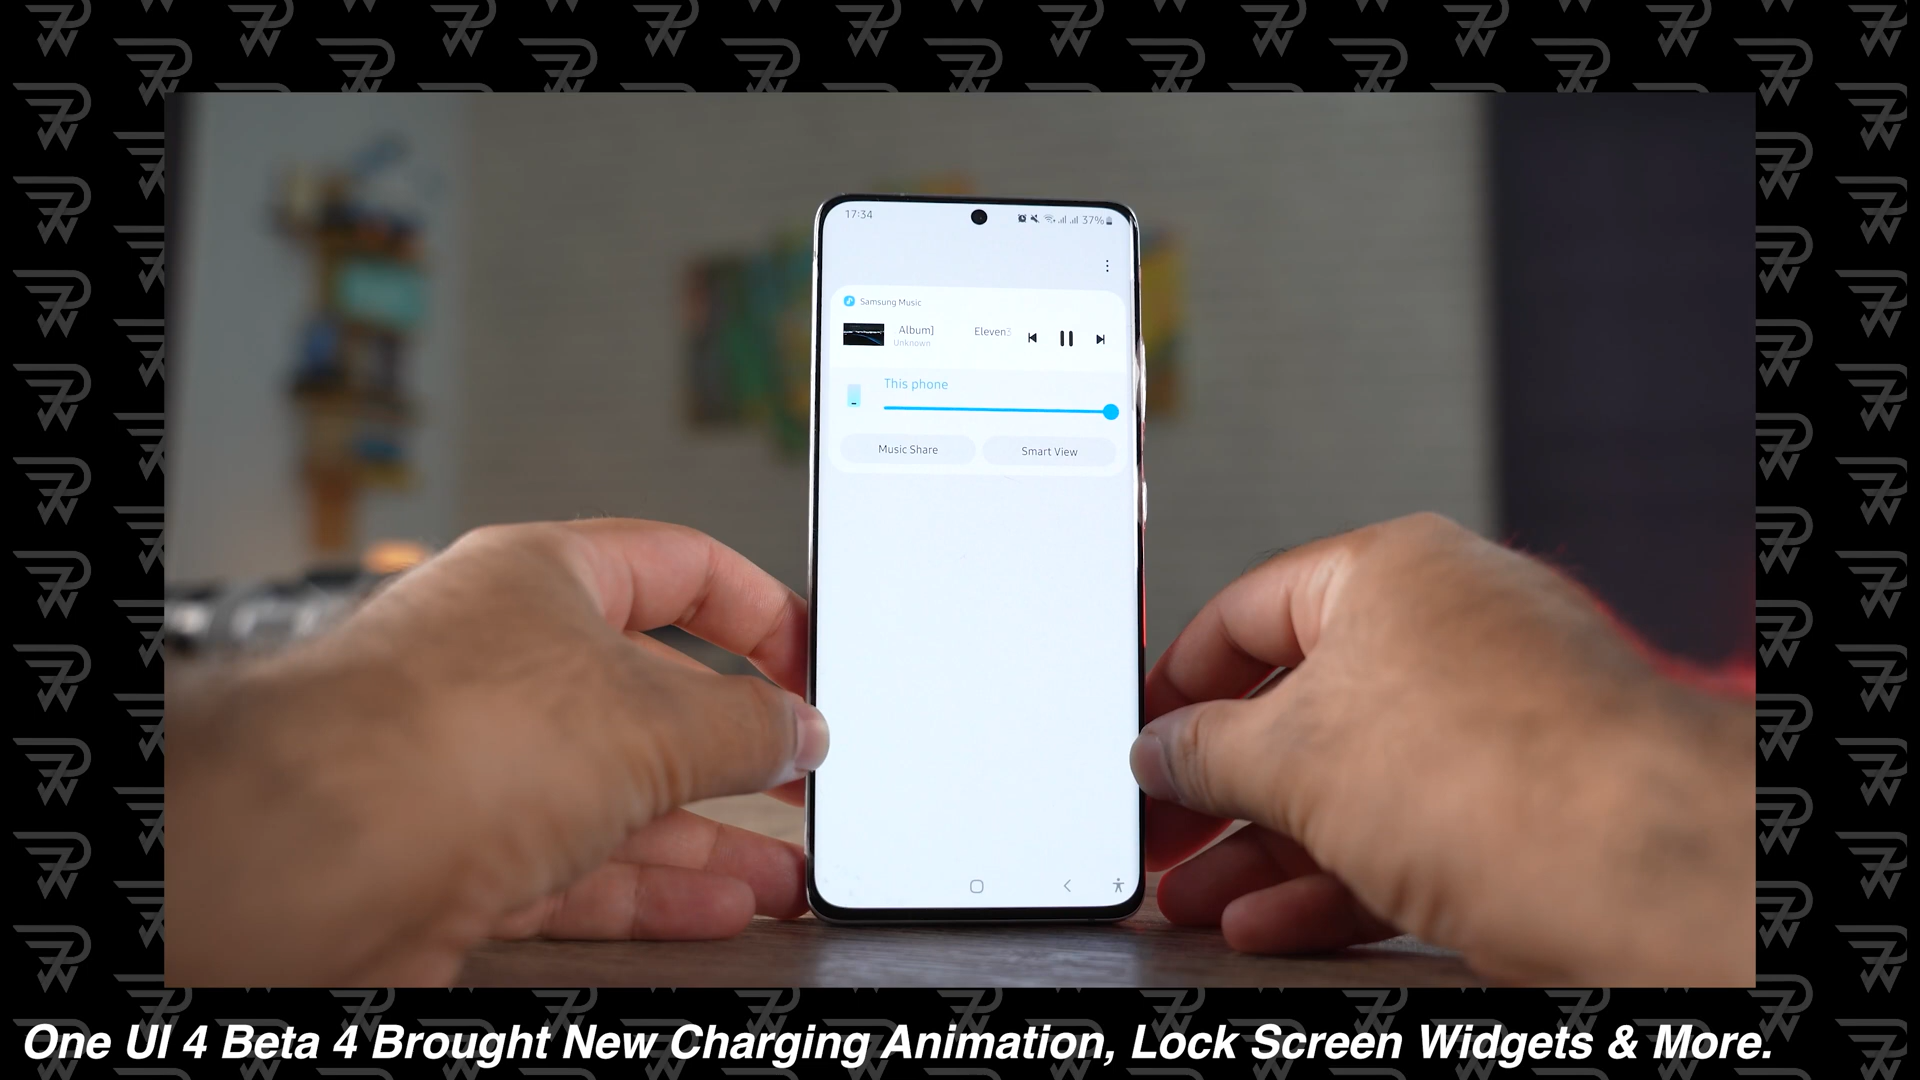 17:34
37%
Samsung Music
Album] Eleven
Unknown
This phone
Music Share
Smart View
One UI 4 Beta 4 Brought New Charging Animation, Lock Screen Widgets & More.